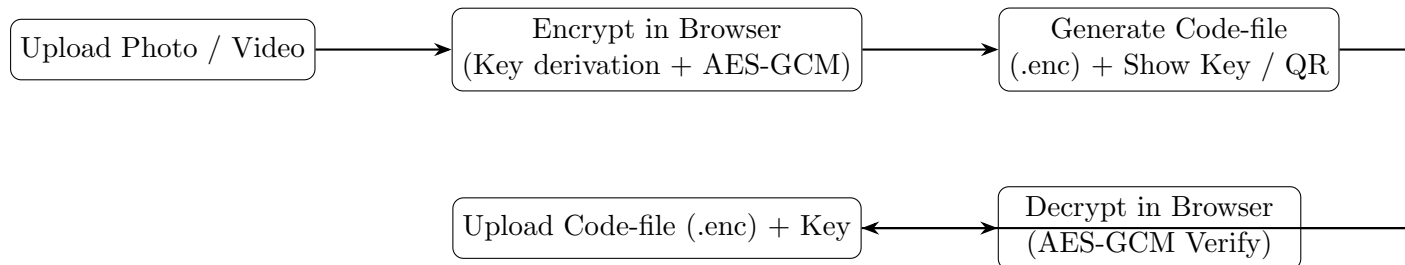 Upload Photo / Video
Encrypt in Browser
(Key derivation + AES-GCM)
Generate Code-file
(.enc) + Show Key / QR
Upload Code-file (.enc) + Key
Decrypt in Browser
(AES-GCM Verify)